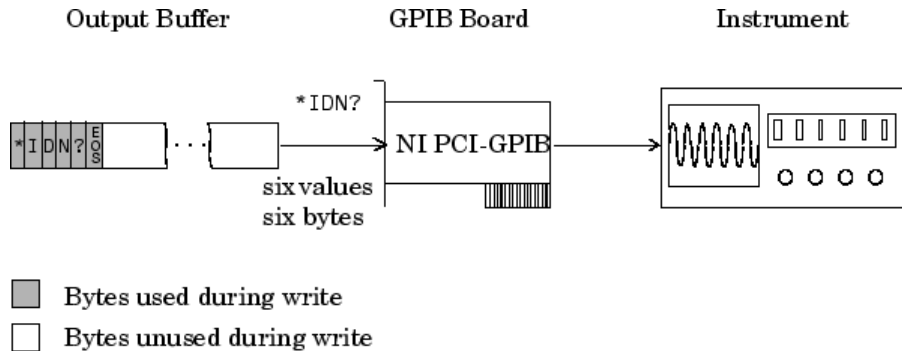 Output Buffer GPIB Board Instrument
*IDN?
*IDN?EOS ··· NI PCI-GPIB
six values
six bytes
Bytes used during write
Bytes unused during write